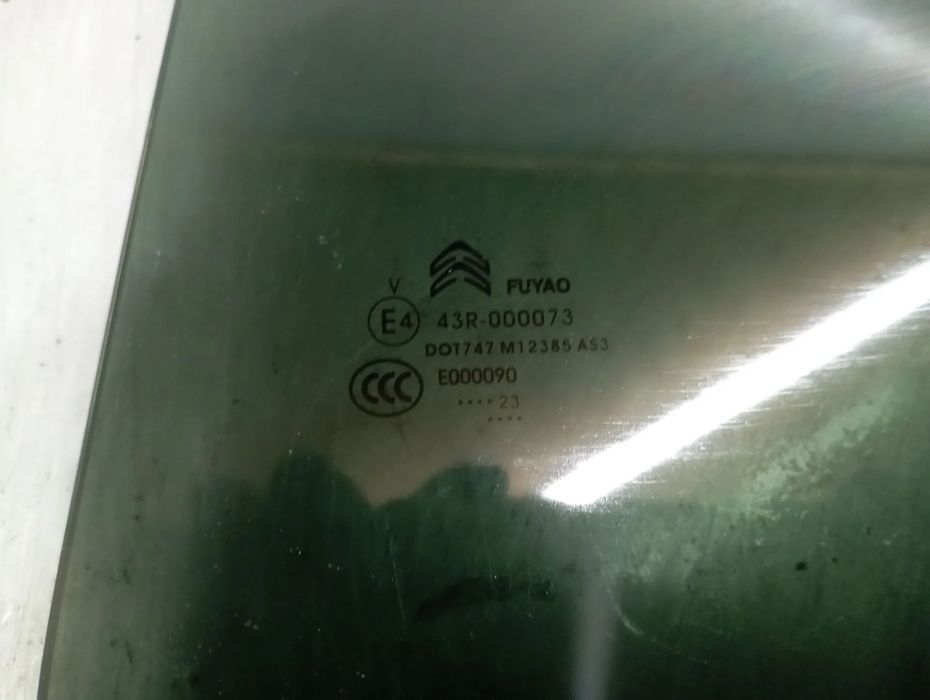 V FUYAO
E4 43R-000073
DOT747 M12385 AS3
CCC E000090
.... 23
....